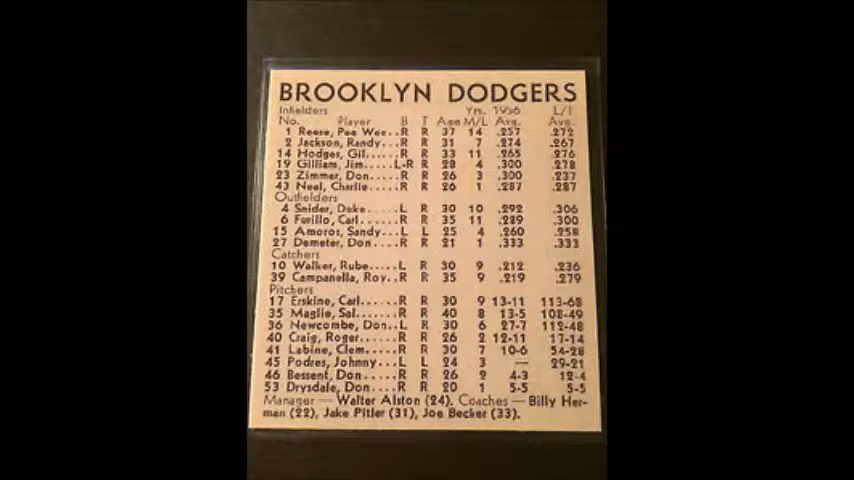 BROOKLYN DODGERS
Infielders Yrs. 1956 L/T
No. Player B T Age M/L Avg. Avg.
1 Reese, Pee Wee..R R 37 14 .257 .272
2 Jackson, Randy...R R 31 7 .274 .267
14 Hodges, Gil......R R 33 11 .265 .276
19 Gilliam, Jim.....L-R R 28 4 .300 .278
23 Zimmer, Don.....R R 26 3 .300 .237
43 Neal, Charlie....R R 26 1 .287 .287
Outfielders
4 Snider, Duke.....L R 30 10 .292 .306
6 Furillo, Carl......R R 35 11 .289 .300
15 Amoros, Sandy...L L 25 4 .260 .258
27 Demeter, Don....R R 21 1 .333 .333
Catchers
10 Walker, Rube.....L R 30 9 .212 .236
39 Campanella, Roy..R R 35 9 .219 .279
Pitchers
17 Erskine, Carl......R R 30 9 13-11 113-68
35 Maglie, Sal.......R R 40 8 13-5 108-49
36 Newcombe, Don..L R 30 6 27-7 112-48
40 Craig, Roger......R R 26 2 12-11 17-14
41 Labine, Clem.....R R 30 7 10-6 54-28
45 Podres, Johnny...L L 24 3 — 29-21
46 Bessent, Don.....R R 26 2 4-3 12-4
53 Drysdale, Don....R R 20 1 5-5 5-5
Manager — Walter Alston (24). Coaches — Billy Her-
man (22), Jake Pitler (31), Joe Becker (33).